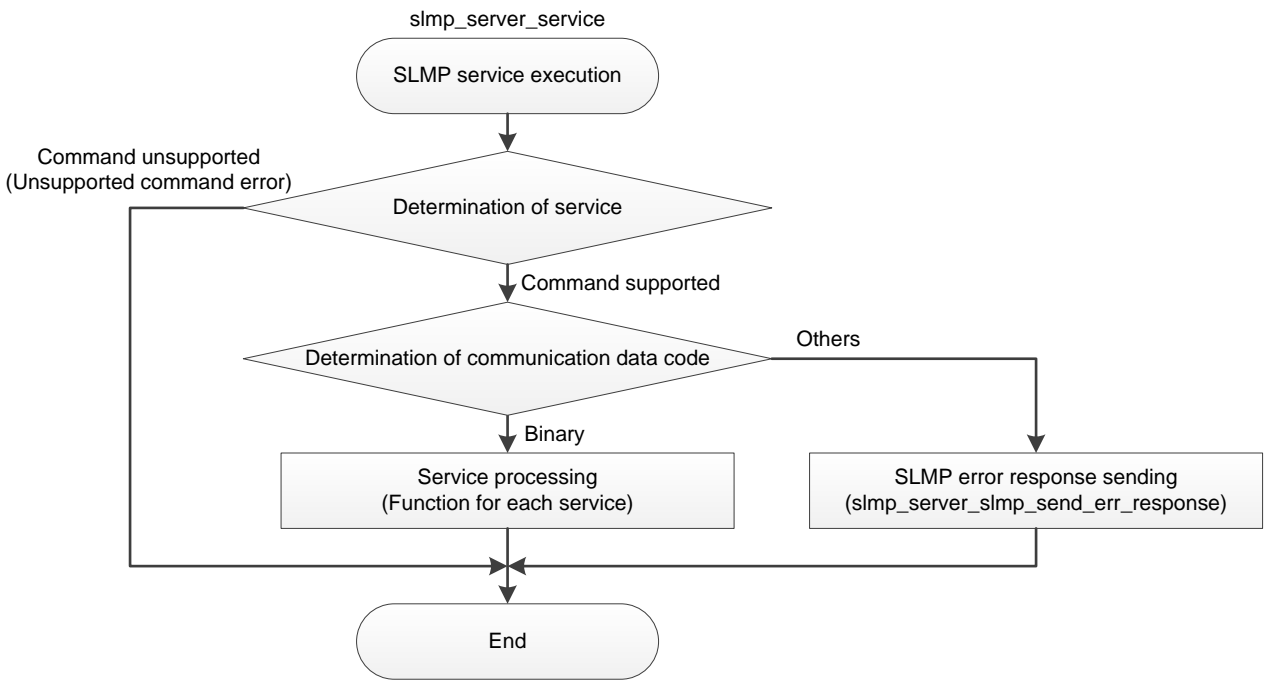 slmp_server_service
SLMP service execution
Command unsupported
(Unsupported command error)
Determination of service
Command supported
Determination of communication data code
Others
Binary
Service processing
(Function for each service)
SLMP error response sending
(slmp_server_slmp_send_err_response)
End